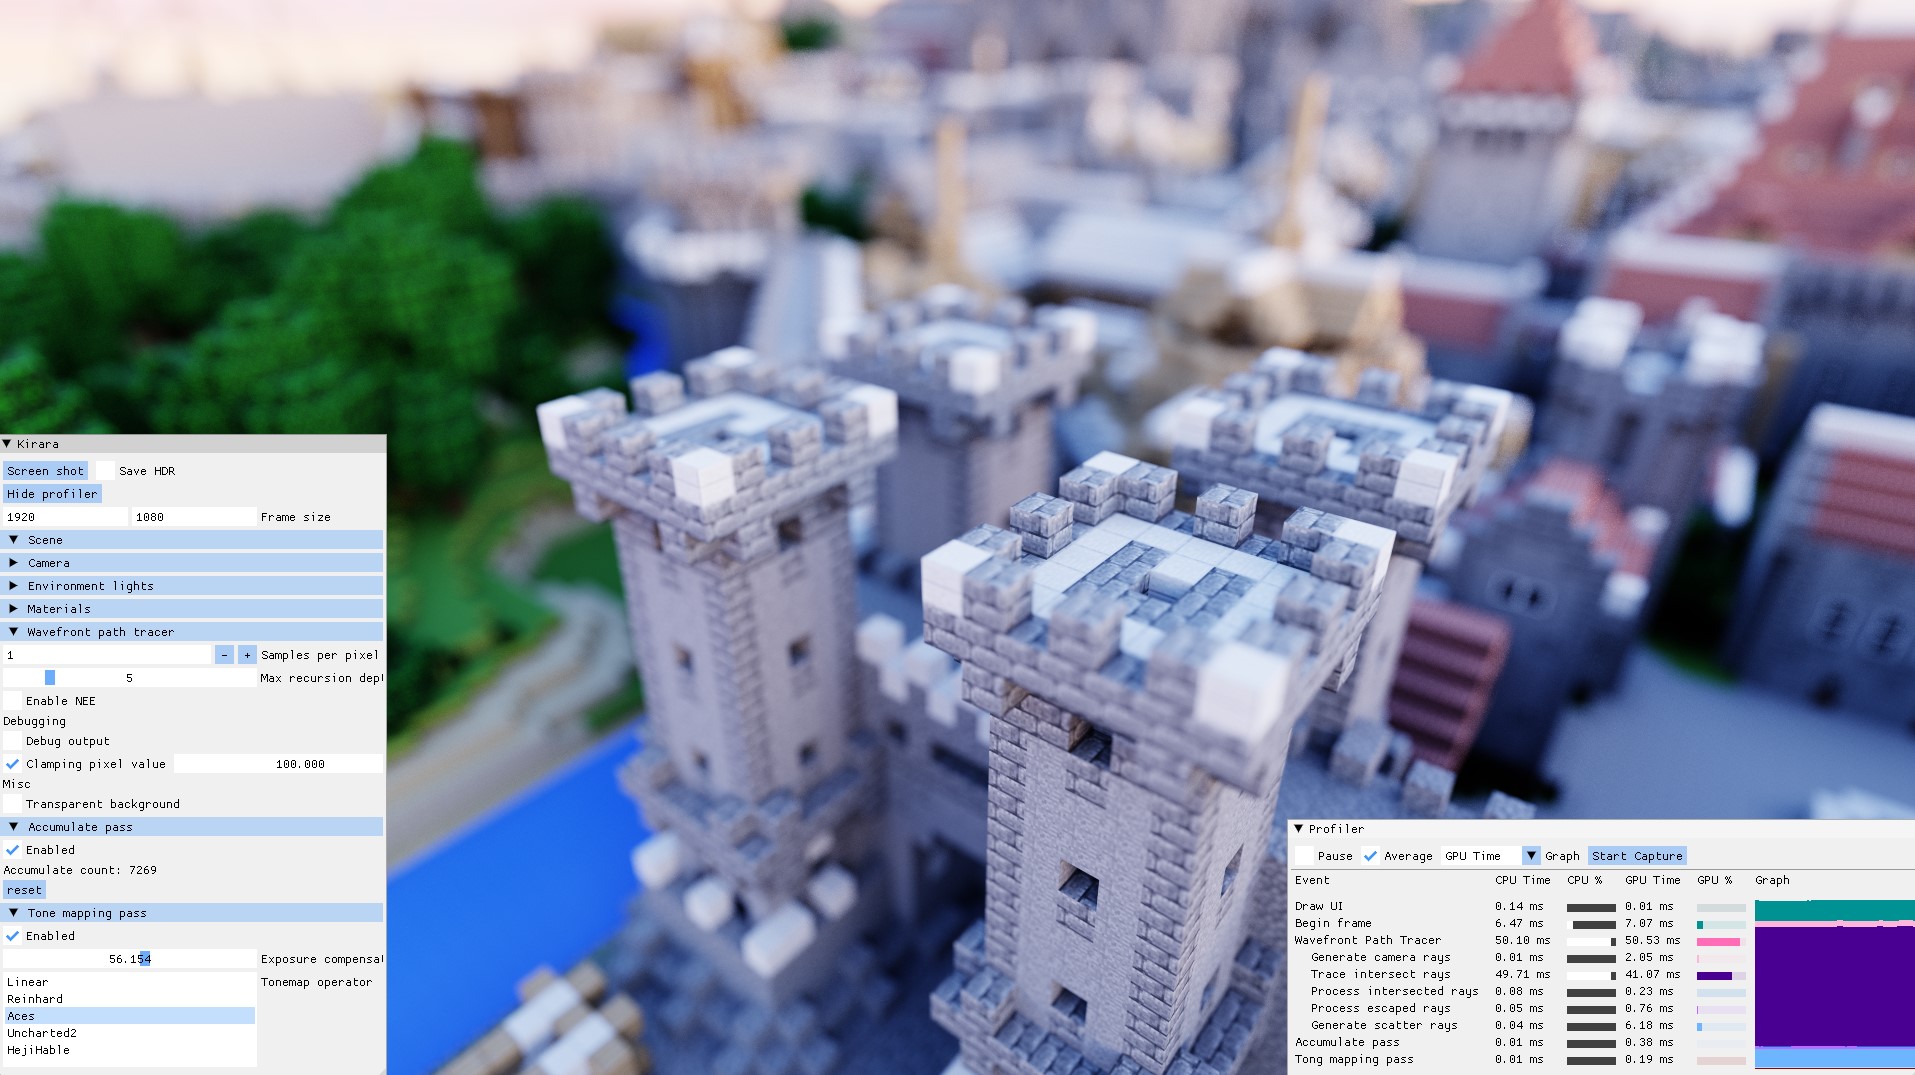 Kirara
Screen shot Save HDR
Hide profiler
1920 1080 Frame size
Scene
Camera
Environment lights
Materials
Wavefront path tracer
1 - + Samples per pixel
5 Max recursion dept
Enable NEE
Debugging
Debug output
Clamping pixel value 100.000
Misc
Transparent background
Accumulate pass
Enabled
Accumulate count: 7269
reset
Tone mapping pass
Enabled
56.154 Exposure compensa
Linear Tonemap operator
Reinhard
Aces
Uncharted2
HejiHable
Profiler
Pause Average GPU Time Graph Start Capture
Event CPU Time CPU % GPU Time GPU % Graph
Draw UI 0.14 ms 0.01 ms
Begin frame 6.47 ms 7.07 ms
Wavefront Path Tracer 50.10 ms 50.53 ms
Generate camera rays 0.01 ms 2.05 ms
Trace intersect rays 49.71 ms 41.07 ms
Process intersected rays 0.08 ms 0.23 ms
Process escaped rays 0.05 ms 0.76 ms
Generate scatter rays 0.04 ms 6.18 ms
Accumulate pass 0.01 ms 0.38 ms
Tong mapping pass 0.01 ms 0.19 ms